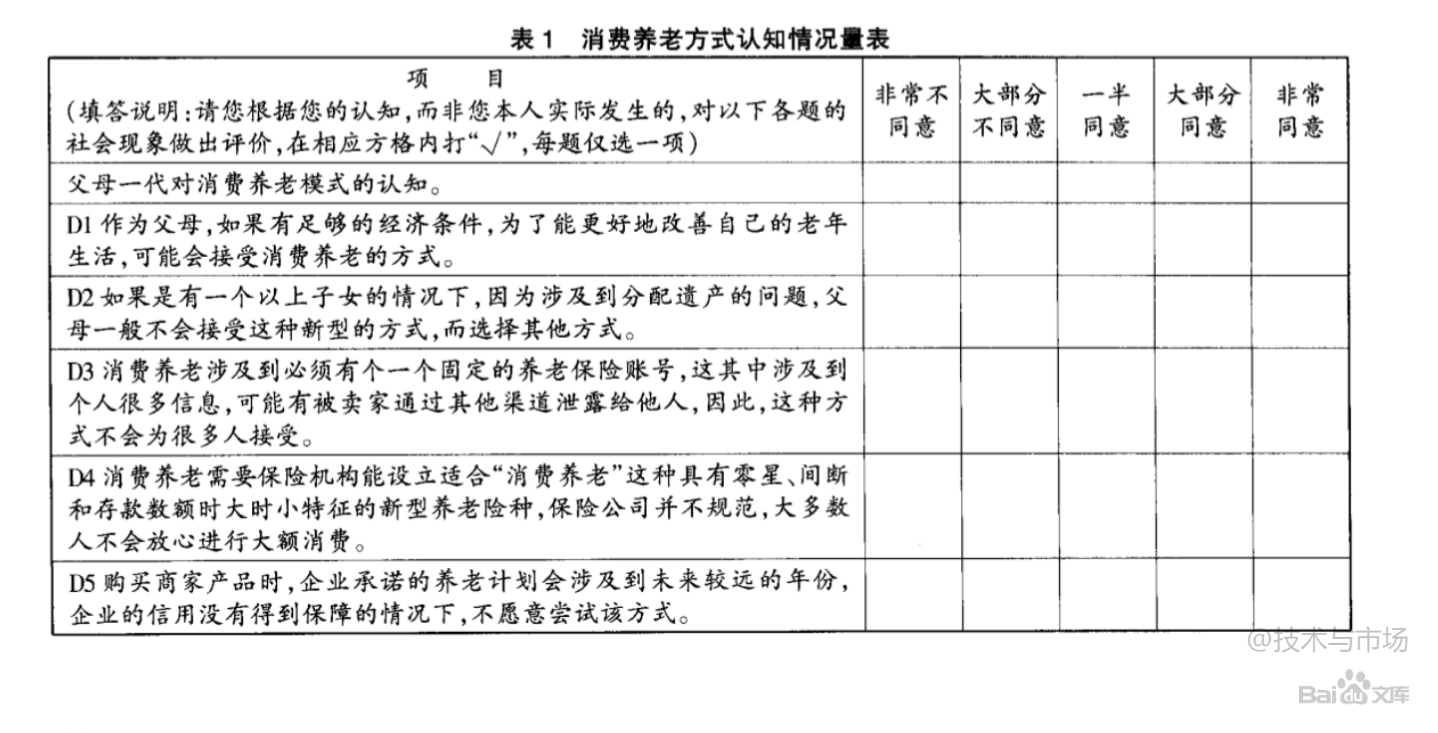 表 1 消费养老方式认知情况量表
项 目
(填答说明:请您根据您的认知,而非您本人实际发生的,对以下各题的
社会现象做出评价,在相应方格内打“√”,每题仅选一项)
非常不
同意
大部分
不同意
一半
同意
大部分
同意
非常
同意
父母一代对消费养老模式的认知。
D1 作为父母,如果有足够的经济条件,为了能更好地改善自己的老年
生活,可能会接受消费养老的方式。
D2 如果是有一个以上子女的情况下,因为涉及到分配遗产的问题,父
母一般不会接受这种新型的方式,而选择其他方式。
D3 消费养老涉及到必须有个一个固定的养老保险账号,这其中涉及到
个人很多信息,可能有被卖家通过其他渠道泄露给他人,因此,这种方
式不会为很多人接受。
D4 消费养老需要保险机构能设立适合“消费养老”这种具有零星、间断
和存款数额时大时小特征的新型养老险种,保险公司并不规范,大多数
人不会放心进行大额消费。
D5 购买商家产品时,企业承诺的养老计划会涉及到未来较远的年份,
企业的信用没有得到保障的情况下,不愿意尝试该方式。
@技术与市场
Bai du 文库